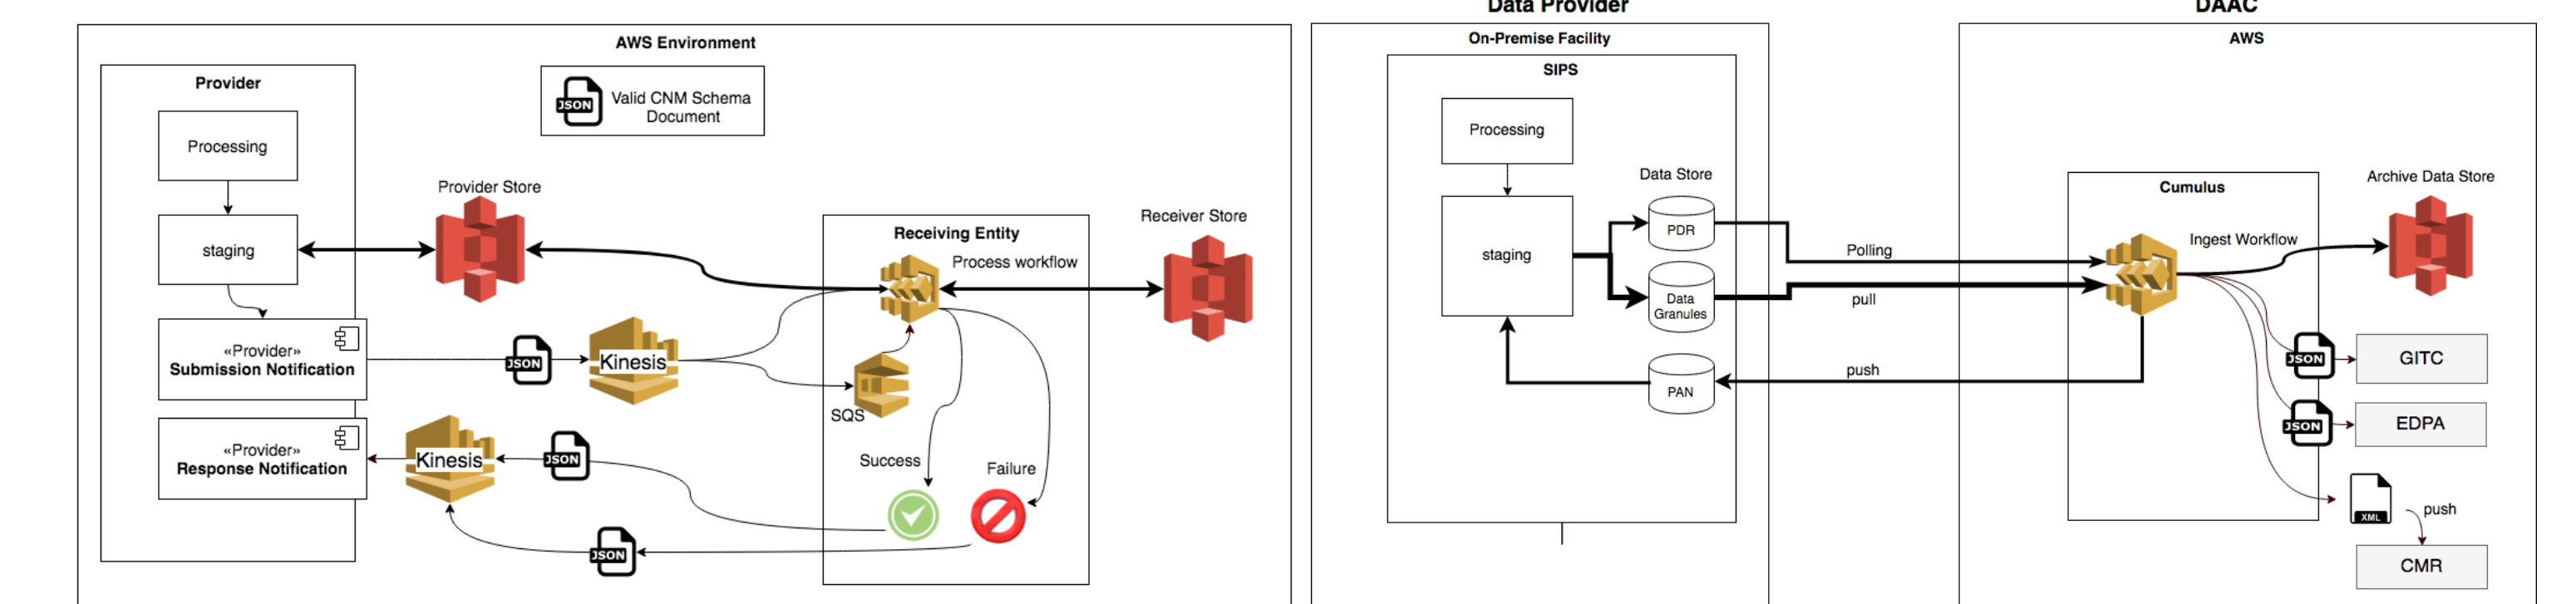 AWS Environment
Provider
Processing
staging
«Provider»
Submission Notification
«Provider»
Response Notification
JSON
Valid CNM Schema
Document
Provider Store
JSON
Kinesis
Kinesis
JSON
JSON
Receiving Entity
Process workflow
SQS
Success
Failure
Receiver Store
Data Provider
On-Premise Facility
SIPS
Processing
staging
Data Store
PDR
Data
Granules
PAN
Polling
pull
push
DAAC
AWS
Cumulus
Ingest Workflow
Archive Data Store
JSON
GITC
JSON
EDPA
XML
push
CMR